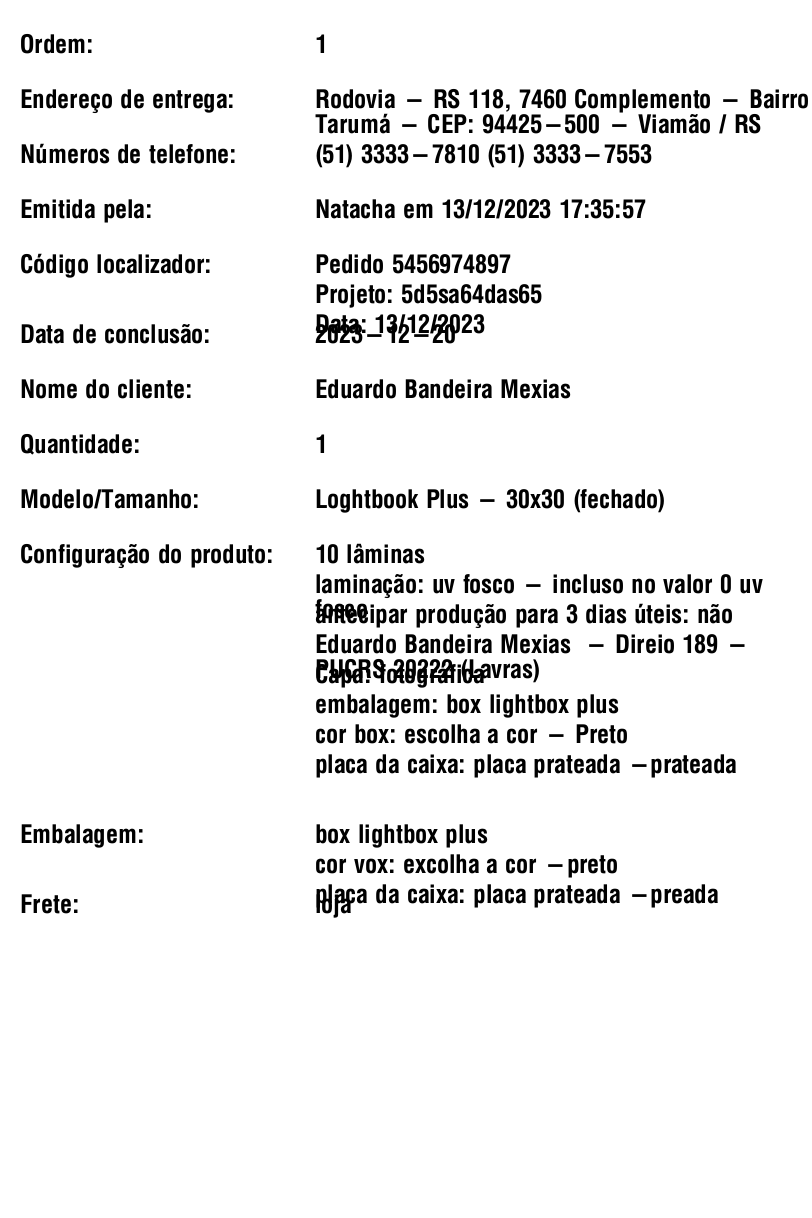 Ordem: 1
Endereço de entrega: Rodovia – RS 118, 7460 Complemento – Bairro
Tarumá – CEP: 94425–500 – Viamão / RS
Números de telefone: (51) 3333–7810 (51) 3333–7553
Emitida pela: Natacha em 13/12/2023 17:35:57
Código localizador: Pedido 5456974897
Projeto: 5d5sa64das65
Data: 13/12/2023
Data de conclusão: 2023–12–20
Nome do cliente: Eduardo Bandeira Mexias
Quantidade: 1
Modelo/Tamanho: Loghtbook Plus – 30x30 (fechado)
Configuração do produto: 10 lâminas
laminação: uv fosco – incluso no valor 0 uv
fosco
antecipar produção para 3 dias úteis: não
Eduardo Bandeira Mexias – Direio 189 –
PUCRS 20222 (Lavras)
Capa: fotográfica
embalagem: box lightbox plus
cor box: escolha a cor – Preto
placa da caixa: placa prateada –prateada
Embalagem: box lightbox plus
cor vox: excolha a cor –preto
placa da caixa: placa prateada –preada
Frete: loja